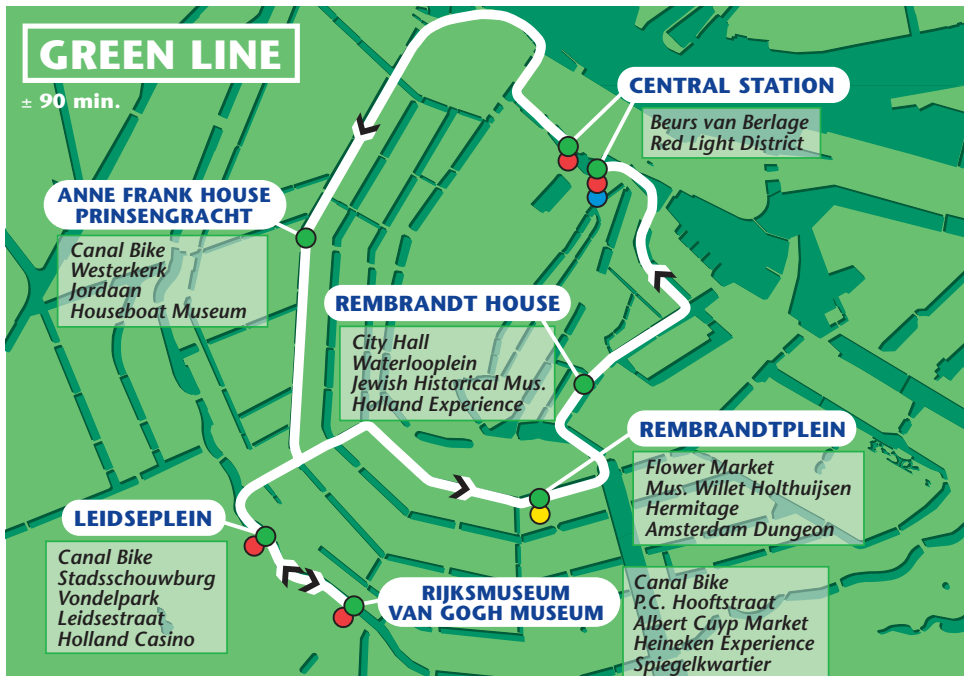 GREEN LINE
± 90 min.
CENTRAL STATION
Beurs van Berlage
Red Light District
ANNE FRANK HOUSE
PRINSENGRACHT
Canal Bike
Westerkerk
Jordaan
Houseboat Museum
REMBRANDT HOUSE
City Hall
Waterlooplein
Jewish Historical Mus.
Holland Experience
REMBRANDTPLEIN
Flower Market
Mus. Willet Holthuijsen
Hermitage
Amsterdam Dungeon
LEIDSEPLEIN
Canal Bike
Stadsschouwburg
Vondelpark
Leidsestraat
Holland Casino
RIJKSMUSEUM
VAN GOGH MUSEUM
Canal Bike
P.C. Hooftstraat
Albert Cuyp Market
Heineken Experience
Spiegelkwartier